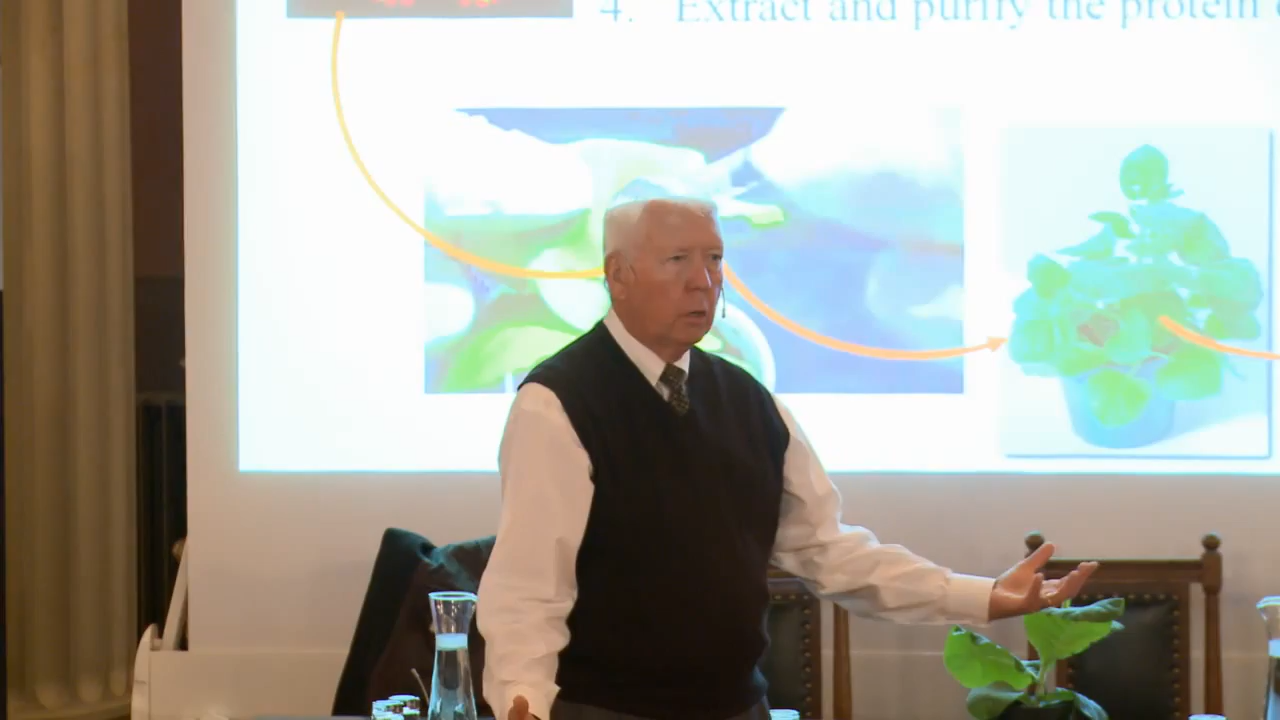 4. Extract and purify the protein